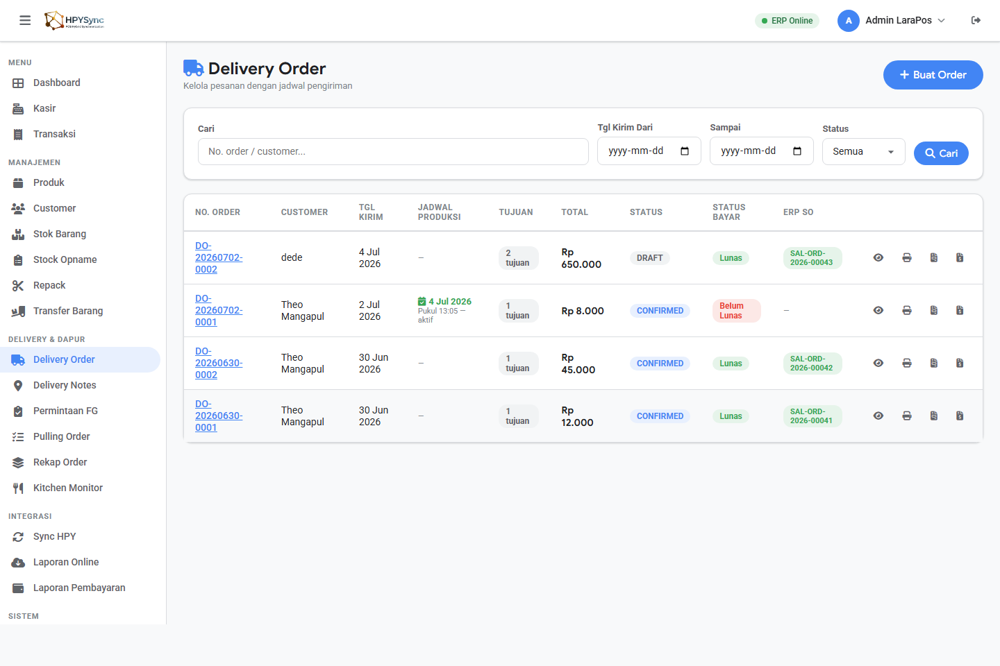 HPYSync
POS Hybrid Synchronization
ERP Online
A
Admin LaraPos
MENU
Dashboard
Kasir
Transaksi
MANAJEMEN
Produk
Customer
Stok Barang
Stock Opname
Repack
Transfer Barang
DELIVERY & DAPUR
Delivery Order
Delivery Notes
Permintaan FG
Pulling Order
Rekap Order
Kitchen Monitor
INTEGRASI
Sync HPY
Laporan Online
Laporan Pembayaran
SISTEM
Delivery Order
Kelola pesanan dengan jadwal pengiriman
+ Buat Order
Cari
No. order / customer...
Tgl Kirim Dari
yyyy-mm-dd
Sampai
yyyy-mm-dd
Status
Semua
Cari
NO. ORDER
CUSTOMER
TGL
KIRIM
JADWAL
PRODUKSI
TUJUAN
TOTAL
STATUS
STATUS
BAYAR
ERP SO
DO-
20260702-
0002
dede
4 Jul
2026
—
2
tujuan
Rp
650.000
DRAFT
Lunas
SAL-ORD-
2026-00043
DO-
20260702-
0001
Theo
Mangapul
2 Jul
2026
4 Jul 2026
Pukul 13:05 —
aktif
1
tujuan
Rp 8.000
CONFIRMED
Belum
Lunas
—
DO-
20260630-
0002
Theo
Mangapul
30 Jun
2026
—
1
tujuan
Rp
45.000
CONFIRMED
Lunas
SAL-ORD-
2026-00042
DO-
20260630-
0001
Theo
Mangapul
30 Jun
2026
—
1
tujuan
Rp
12.000
CONFIRMED
Lunas
SAL-ORD-
2026-00041